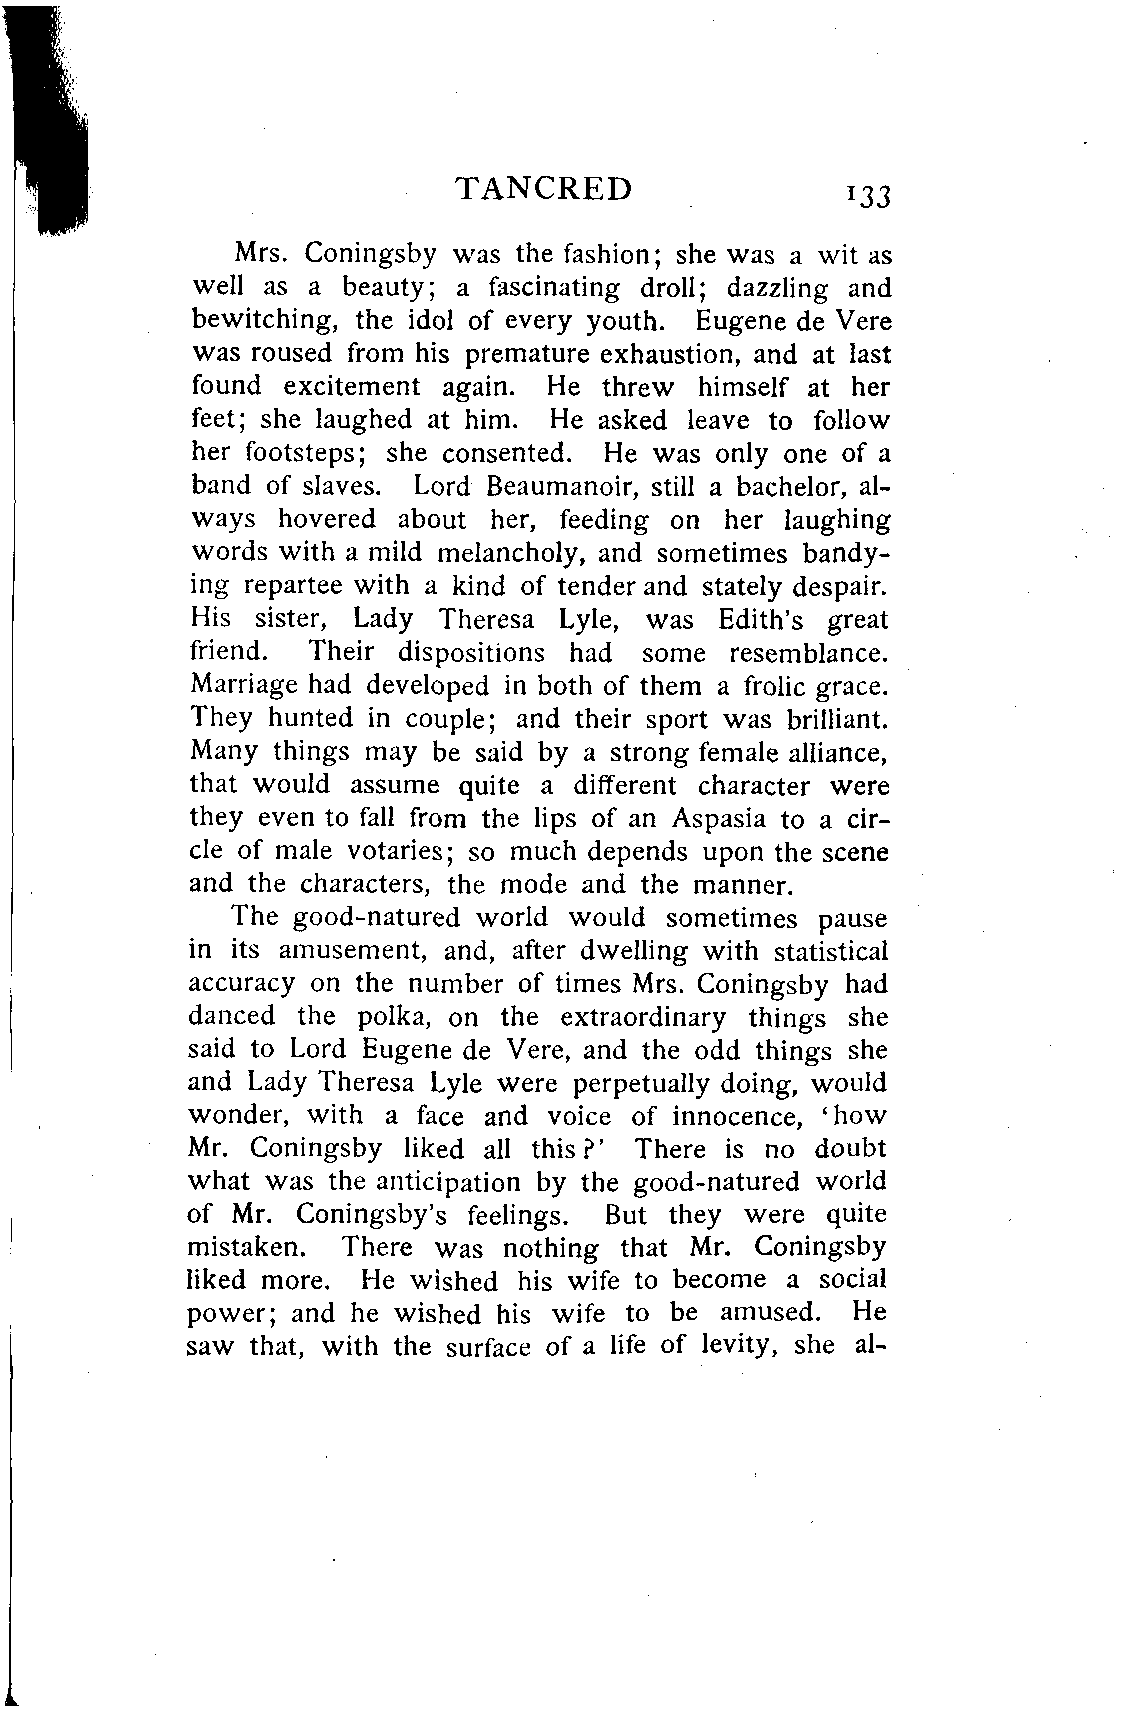 TANCRED 133
Mrs. Coningsby was the fashion; she was a wit as
well as a beauty; a fascinating droll; dazzling and
bewitching, the idol of every youth. Eugene de Vere
was roused from his premature exhaustion, and at last
found excitement again. He threw himself at her
feet; she laughed at him. He asked leave to follow
her footsteps; she consented. He was only one of a
band of slaves. Lord Beaumanoir, still a bachelor, al-
ways hovered about her, feeding on her laughing
words with a mild melancholy, and sometimes bandy-
ing repartee with a kind of tender and stately despair.
His sister, Lady Theresa Lyle, was Edith's great
friend. Their dispositions had some resemblance.
Marriage had developed in both of them a frolic grace.
They hunted in couple; and their sport was brilliant.
Many things may be said by a strong female alliance,
that would assume quite a different character were
they even to fall from the lips of an Aspasia to a cir-
cle of male votaries; so much depends upon the scene
and the characters, the mode and the manner.
The good-natured world would sometimes pause
in its amusement, and, after dwelling with statistical
accuracy on the number of times Mrs. Coningsby had
danced the polka, on the extraordinary things she
said to Lord Eugene de Vere, and the odd things she
and Lady Theresa Lyle were perpetually doing, would
wonder, with a face and voice of innocence, 'how
Mr. Coningsby liked all this?' There is no doubt
what was the anticipation by the good-natured world
of Mr. Coningsby's feelings. But they were quite
mistaken. There was nothing that Mr. Coningsby
liked more. He wished his wife to become a social
power; and he wished his wife to be amused. He
saw that, with the surface of a life of levity, she al-